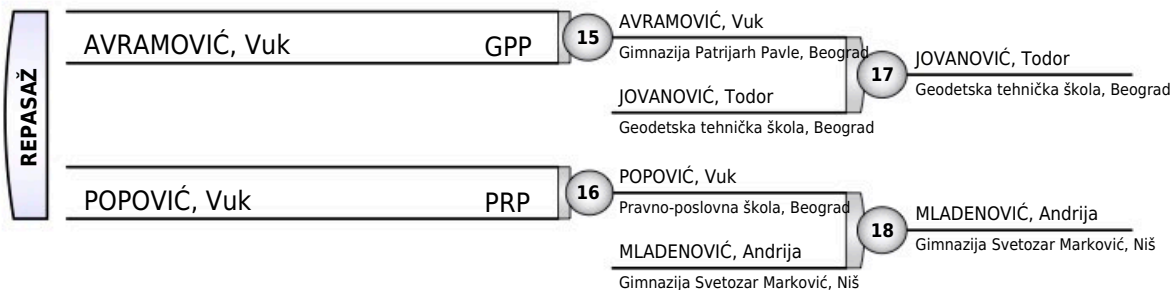 REPASAŽ
AVRAMOVIĆ, Vuk GPP
15
AVRAMOVIĆ, Vuk
Gimnazija Patrijarh Pavle, Beograd
JOVANOVIĆ, Todor
Geodetska tehnička škola, Beograd
17
JOVANOVIĆ, Todor
Geodetska tehnička škola, Beograd
POPOVIĆ, Vuk PRP
16
POPOVIĆ, Vuk
Pravno-poslovna škola, Beograd
MLADENOVIĆ, Andrija
Gimnazija Svetozar Marković, Niš
18
MLADENOVIĆ, Andrija
Gimnazija Svetozar Marković, Niš